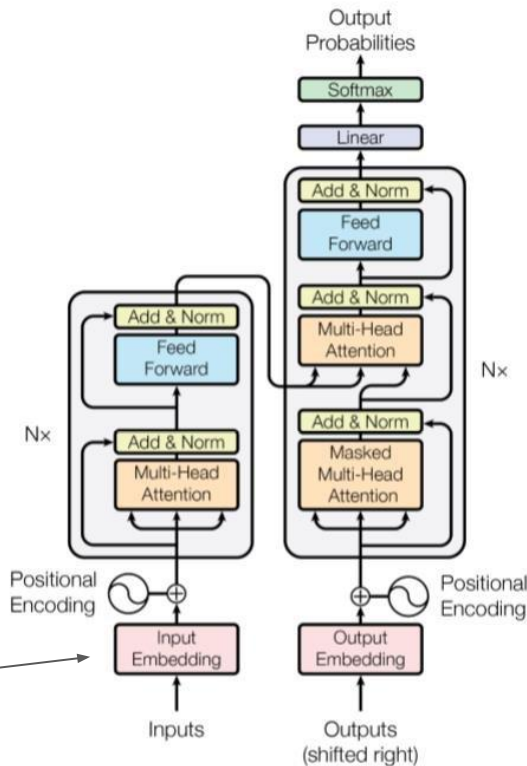 Output
Probabilities
Softmax
Linear
Add & Norm
Feed
Forward
Add & Norm
Multi-Head
Attention
Nx
Add & Norm
Masked
Multi-Head
Attention
Add & Norm
Feed
Forward
Nx
Add & Norm
Multi-Head
Attention
Positional
Encoding
Positional
Encoding
Input
Embedding
Output
Embedding
Inputs
Outputs
(shifted right)